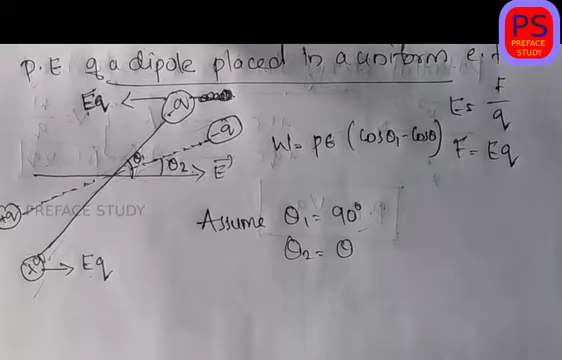 PS
PREFACE
STUDY
P.E of a dipole placed in a uniform e.f
Eq ← -q
-q
E = F/q
W = pE (cosθ1 - cosθ)
F = Eq
θ1
θ2
E
+q PREFACE STUDY
Assume θ1 = 90°
θ2 = θ
+q → Eq